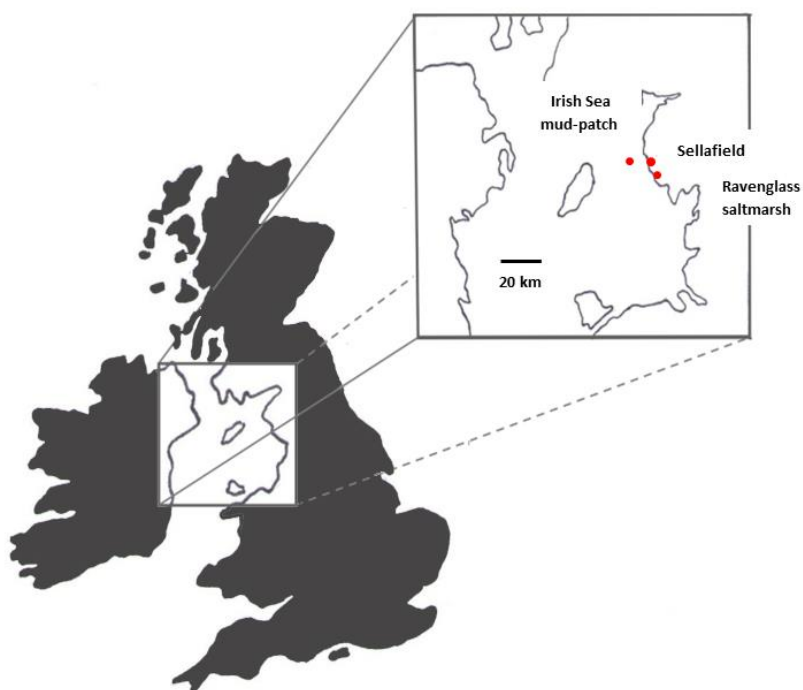 Irish Sea
mud-patch
Sellafield
Ravenglass
saltmarsh
20 km